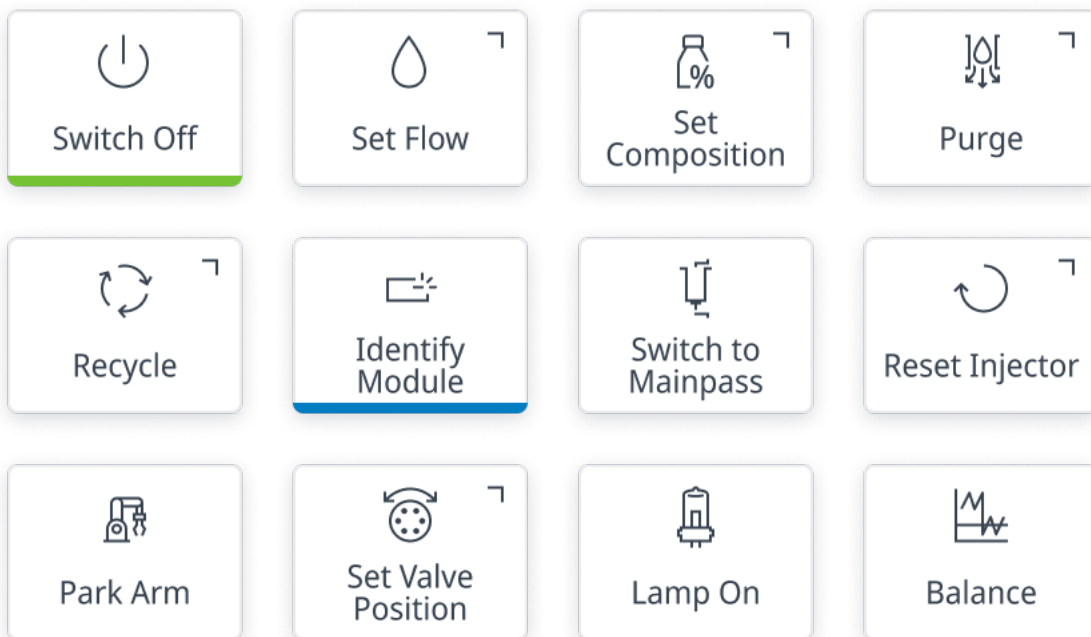 Switch Off
Set Flow
%
Set
Composition
Purge
Recycle
Identify
Module
Switch to
Mainpass
Reset Injector
Park Arm
Set Valve
Position
Lamp On
Balance